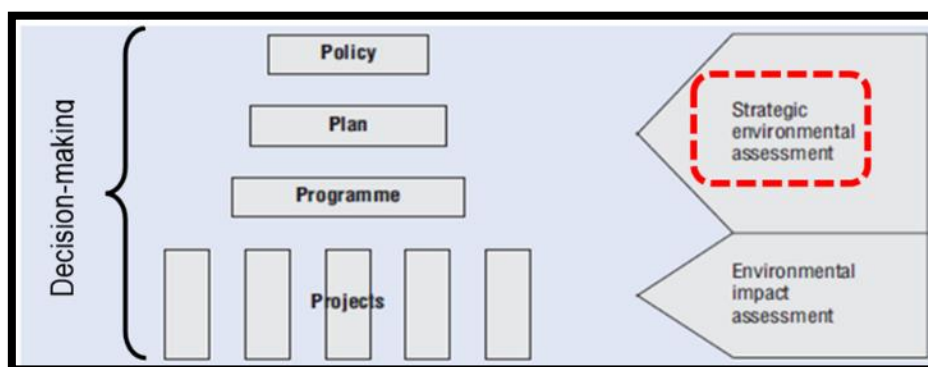 Decision-making
Policy
Plan
Programme
Projects
Strategic
environmental
assessment
Environmental
impact
assessment